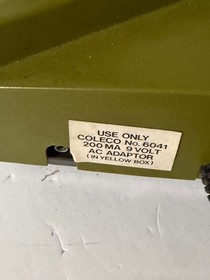 USE ONLY
COLECO No. 6041
200 MA 9 VOLT
AC ADAPTOR
(IN YELLOW BOX)